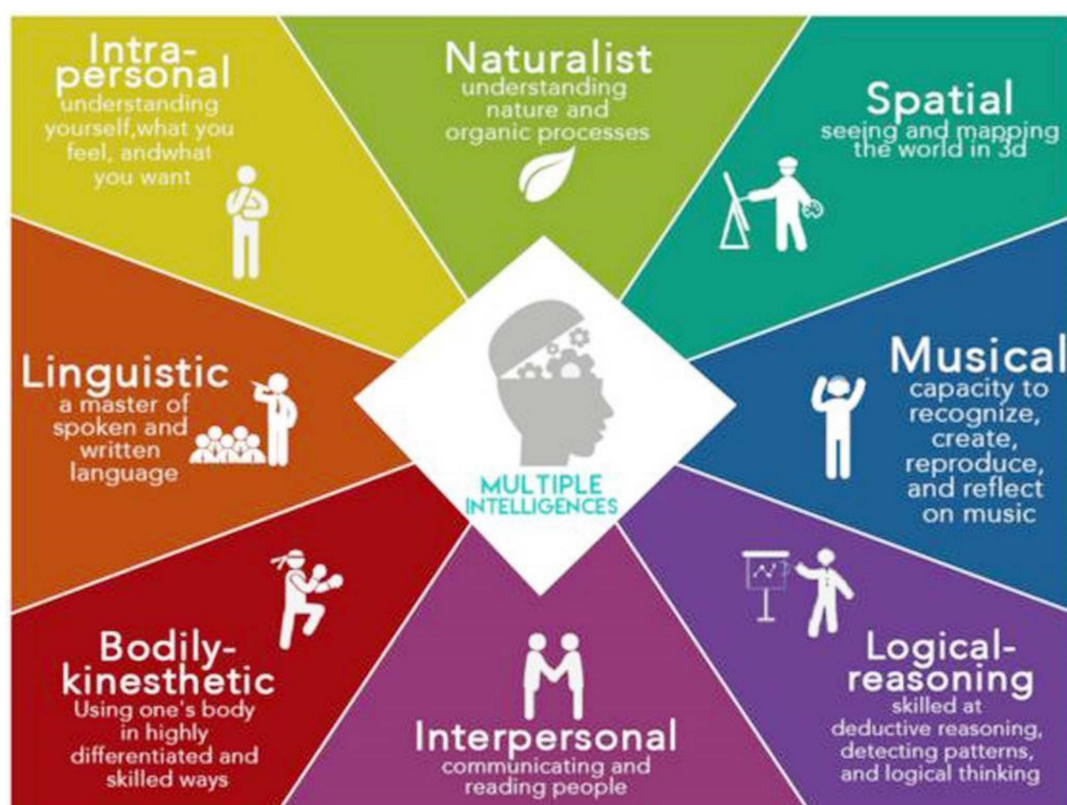 Intra-
personal
understanding
yourself,what you
feel, andwhat
you want
Naturalist
understanding
nature and
organic processes
Spatial
seeing and mapping
the world in 3d
Linguistic
a master of
spoken and
written
language
MULTIPLE
INTELLIGENCES
Musical
capacity to
recognize,
create,
reproduce,
and reflect
on music
Bodily-
kinesthetic
Using one's body
in highly
differentiated and
skilled ways
Interpersonal
communicating and
reading people
Logical-
reasoning
skilled at
deductive reasoning,
detecting patterns,
and logical thinking